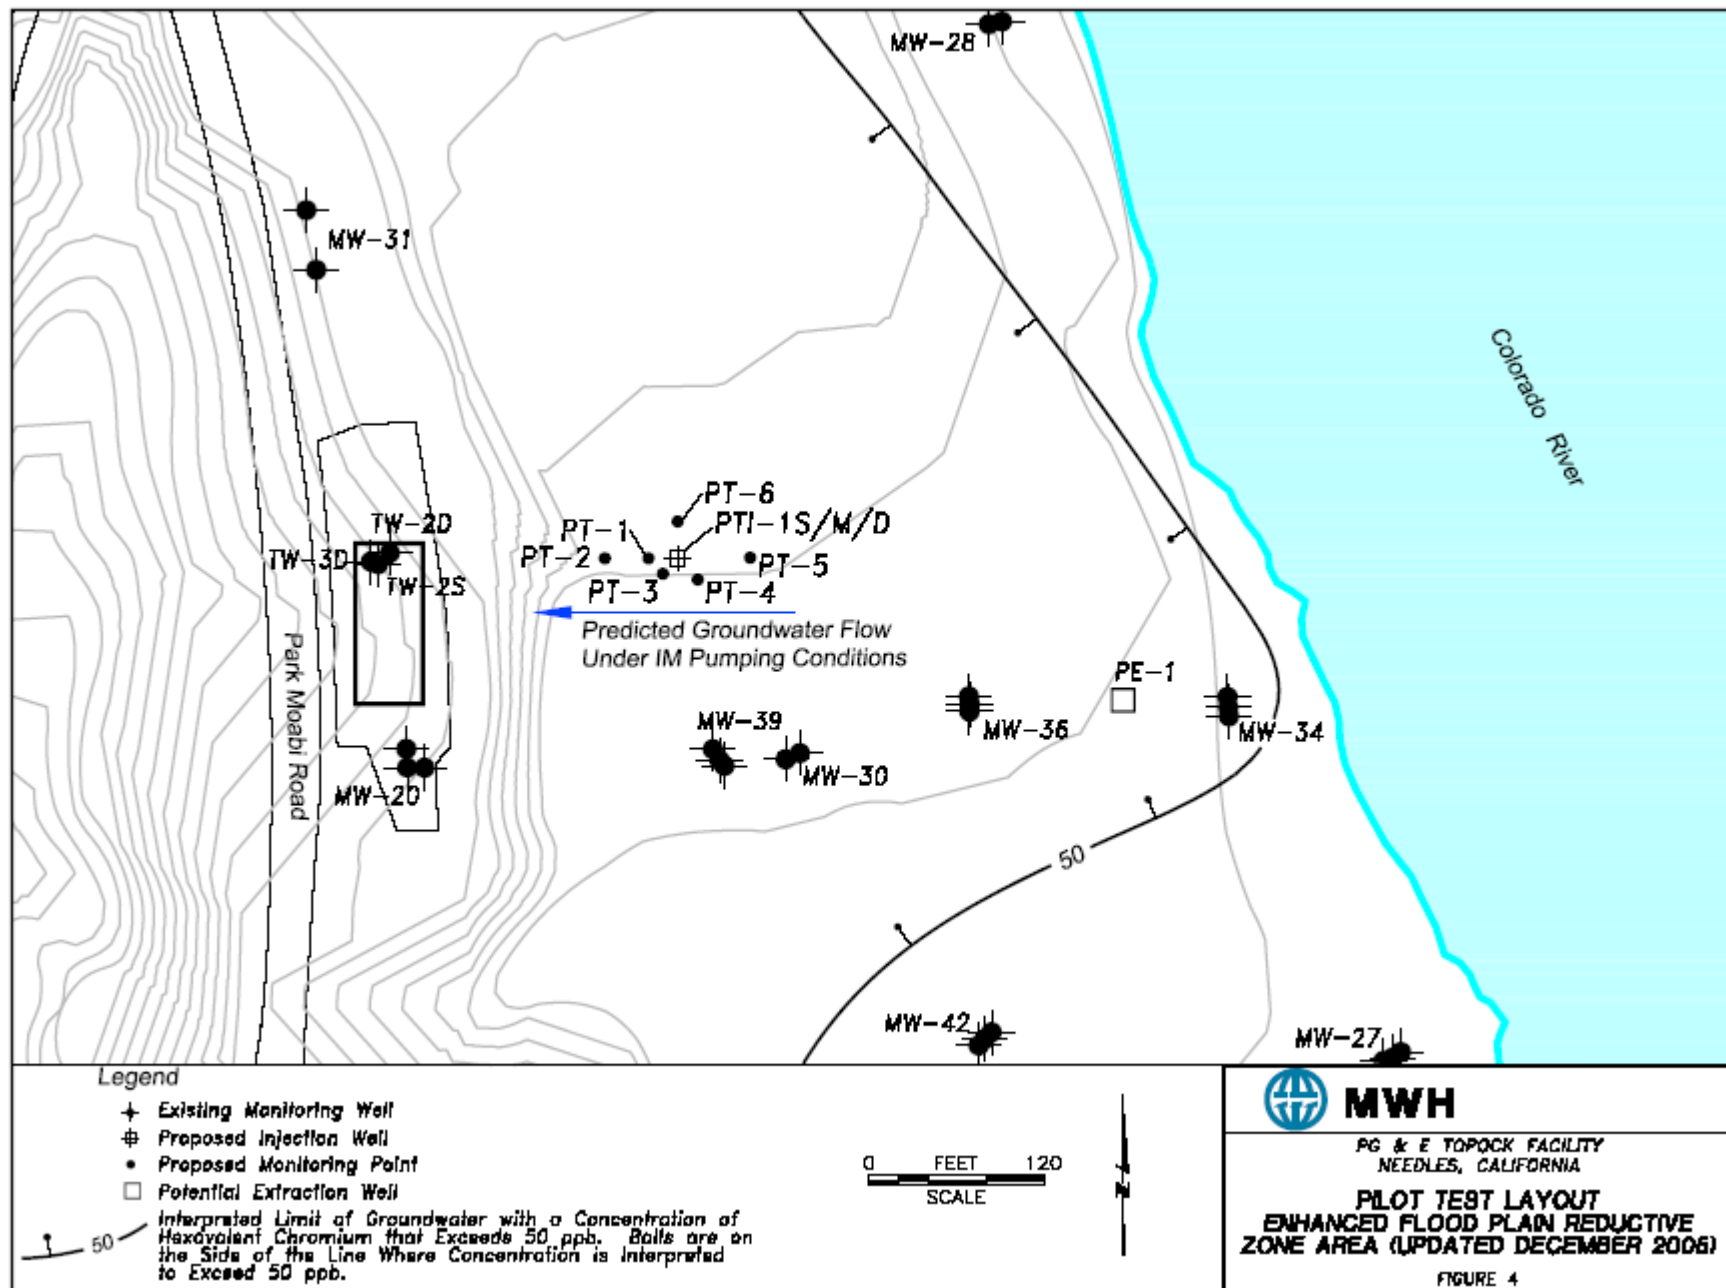 MW-28
MW-31
Colorado River
PT-6
TW-2D
PT-1
PTI-1S/M/D
TW-3D
PT-2
PT-5
TW-2S
PT-3
PT-4
Predicted Groundwater Flow
Under IM Pumping Conditions
Park Moabi Road
PE-1
MW-39
MW-36
MW-34
MW-30
MW-20
50
MW-42
MW-27
Legend
Existing Monitoring Well
Proposed Injection Well
Proposed Monitoring Point
Potential Extraction Well
50
Interpreted Limit of Groundwater with a Concentration of
Hexavalent Chromium that Exceeds 50 ppb. Balls are on
the Side of the Line Where Concentration is Interpreted
to Exceed 50 ppb.
0 FEET 120
SCALE
N
MWH
PG & E TOPOCK FACILITY
NEEDLES, CALIFORNIA
PILOT TEST LAYOUT
ENHANCED FLOOD PLAIN REDUCTIVE
ZONE AREA (UPDATED DECEMBER 2006)
FIGURE 4